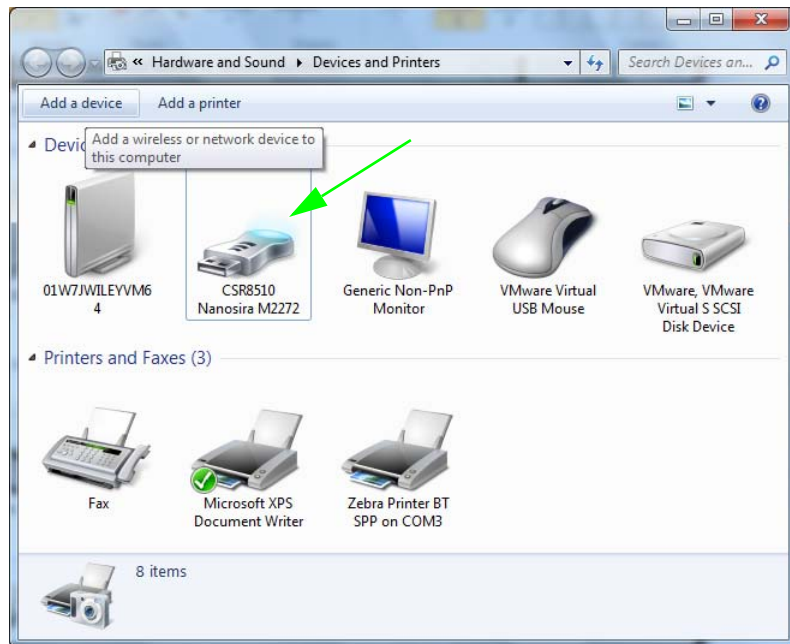 « Hardware and Sound ▸ Devices and Printers
Search Devices an...
Add a device
Add a printer
Add a wireless or network device to
this computer
Devic
01W7JWILEYVM6
4
CSR8510
Nanosira M2272
Generic Non-PnP
Monitor
VMware Virtual
USB Mouse
VMware, VMware
Virtual S SCSI
Disk Device
Printers and Faxes (3)
Fax
Microsoft XPS
Document Writer
Zebra Printer BT
SPP on COM3
8 items